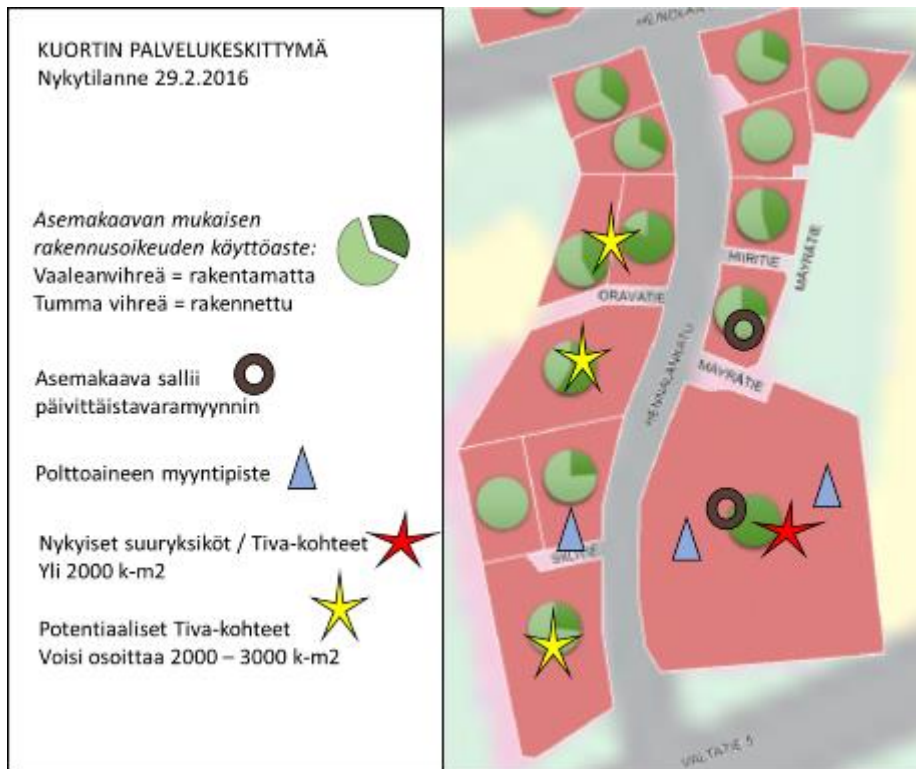 KUORTIN PALVELUKESKITTYMÄ
Nykytilanne 29.2.2016
Asemakaavan mukaisen
rakennusoikeuden käyttöaste:
Vaaleanvihreä = rakentamatta
Tumma vihreä = rakennettu
Asemakaava sallii
päivittäistavaramyynnin
Polttoaineen myyntipiste
Nykyiset suuryksiköt / Tiva-kohteet
Yli 2000 k-m2
Potentiaaliset Tiva-kohteet
Voisi osoittaa 2000 – 3000 k-m2
HIIRITIE
MÄYRÄTIE
ORAVATIE
HENNALANKATU
MÄYRÄTIE
VALTATIE 5